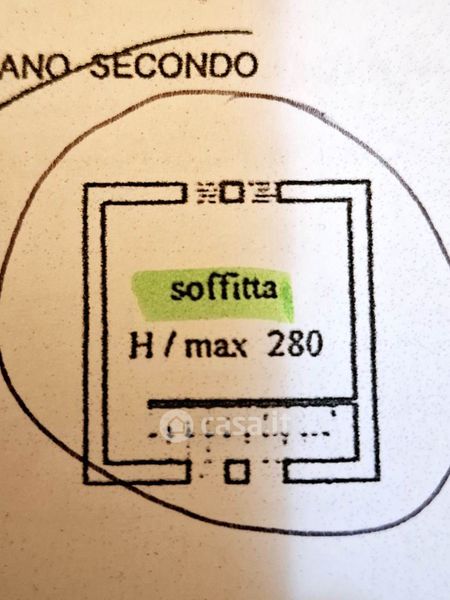 ANO SECONDO
soffitta
H / max 280
casa.it